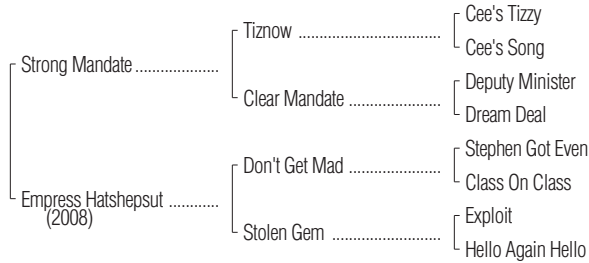 Cee's Tizzy
Tiznow ........................................
Cee's Song
Strong Mandate .....................
Deputy Minister
Clear Mandate ..........................
Dream Deal
Stephen Got Even
Don't Get Mad ..........................
Class On Class
Empress Hatshepsut .............
(2008)
Exploit
Stolen Gem ..............................
Hello Again Hello